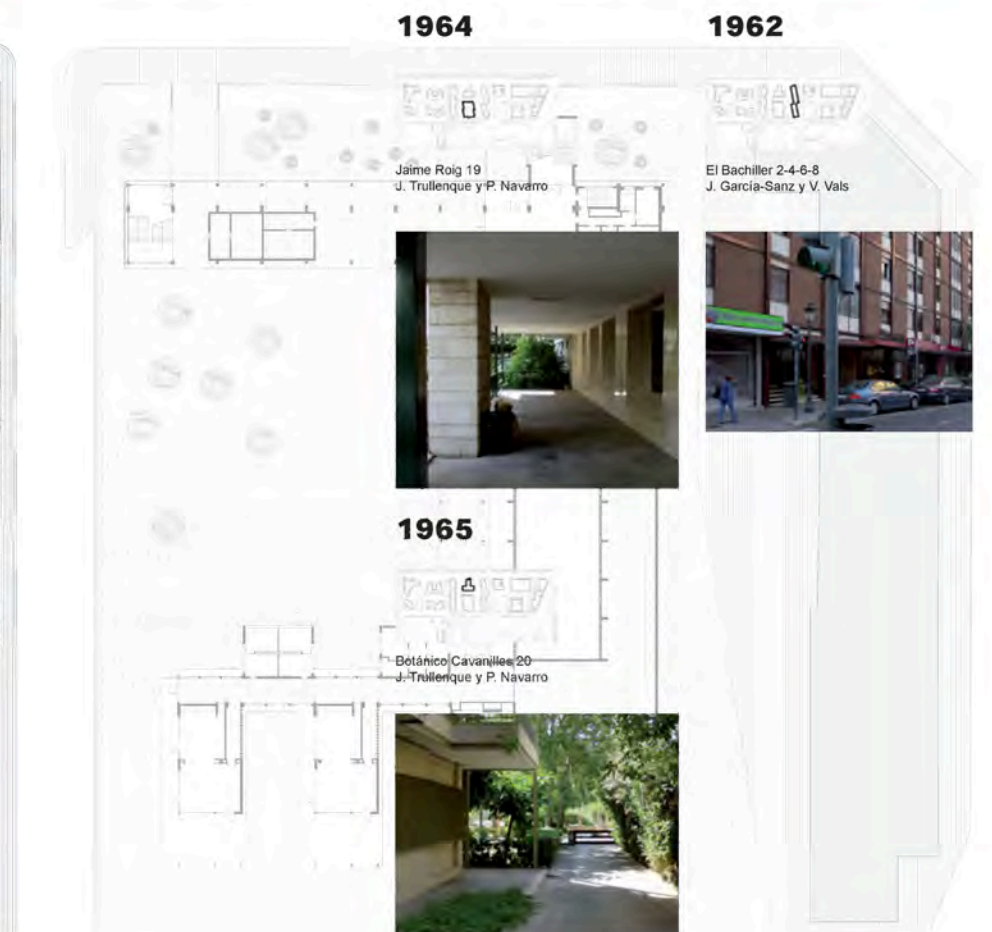 1964
Jaime Roig 19
J. Trullenque y P. Navarro
1962
El Bachiller 2-4-6-8
J. García-Sanz y V. Vals
1965
Botánico Cavanilles 20
J. Trullenque y P. Navarro